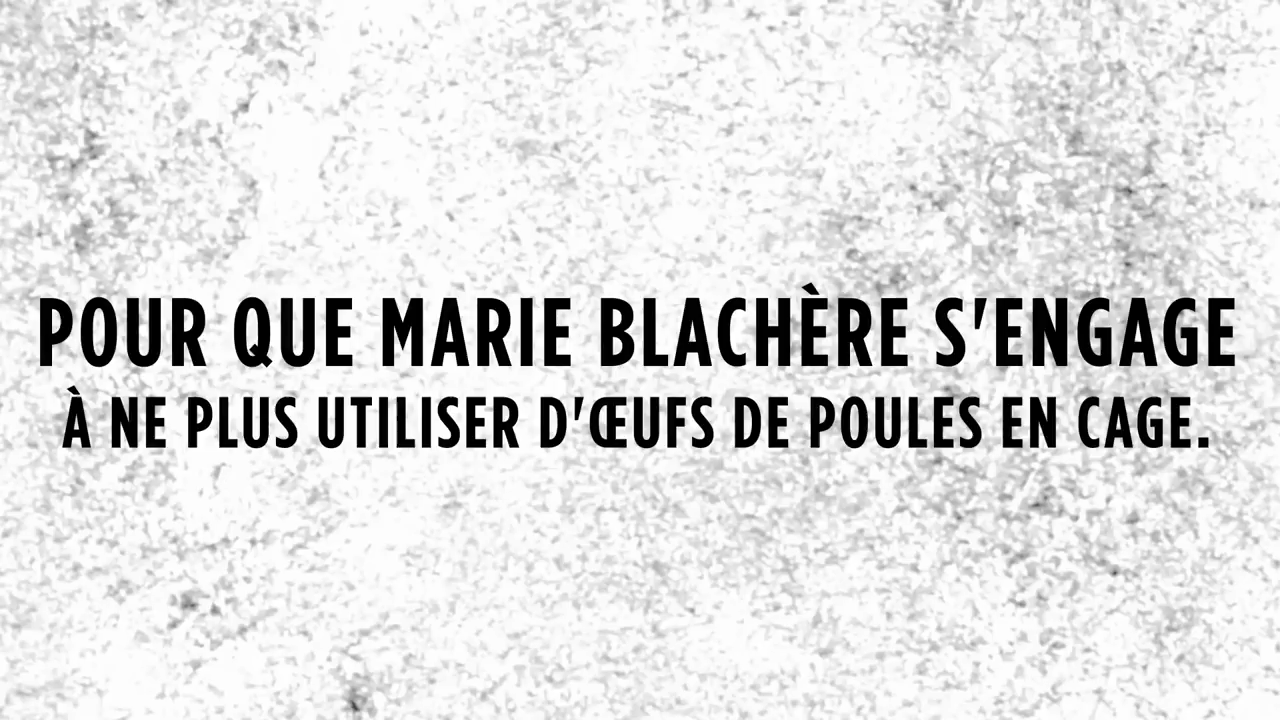 POUR QUE MARIE BLACHÈRE S'ENGAGE
À NE PLUS UTILISER D'ŒUFS DE POULES EN CAGE.